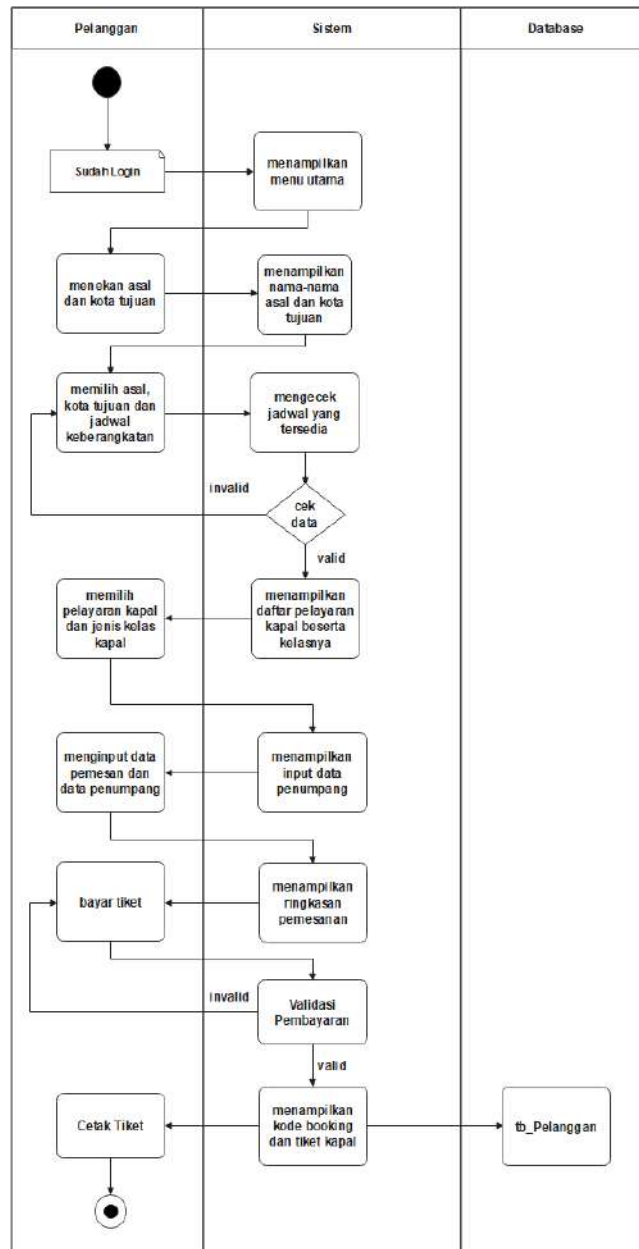 Pelanggan
Sistem
Database
Sudah Login
menampilkan
menu utama
menekan asal
dan kota tujuan
menampilkan
nama-nama
asal dan kota
tujuan
memilih asal,
kota tujuan dan
jadwal
keberangkatan
mengecek
jadwal yang
tersedia
invalid
cek
data
valid
memilih
pelayaran kapal
dan jenis kelas
kapal
menampilkan
daftar pelayaran
kapal beserta
kelasnya
menginput data
pemesan dan
data penumpang
menampilkan
input data
penumpang
bayar tiket
menampilkan
ringkasan
pemesanan
invalid
Validasi
Pembayaran
valid
Cetak Tiket
menampilkan
kode booking
dan tiket kapal
tb_Pelanggan